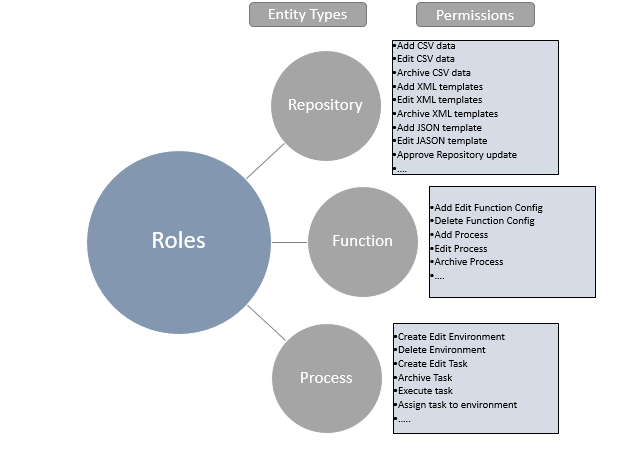 Entity Types
Permissions
Repository
•Add CSV data
•Edit CSV data
•Archive CSV data
•Add XML templates
•Edit XML templates
•Archive XML templates
•Add JSON template
•Edit JASON template
•Approve Repository update
•....
Roles
Function
•Add Edit Function Config
•Delete Function Config
•Add Process
•Edit Process
•Archive Process
•....
Process
•Create Edit Environment
•Delete Environment
•Create Edit Task
•Archive Task
•Execute task
•Assign task to environment
•.....